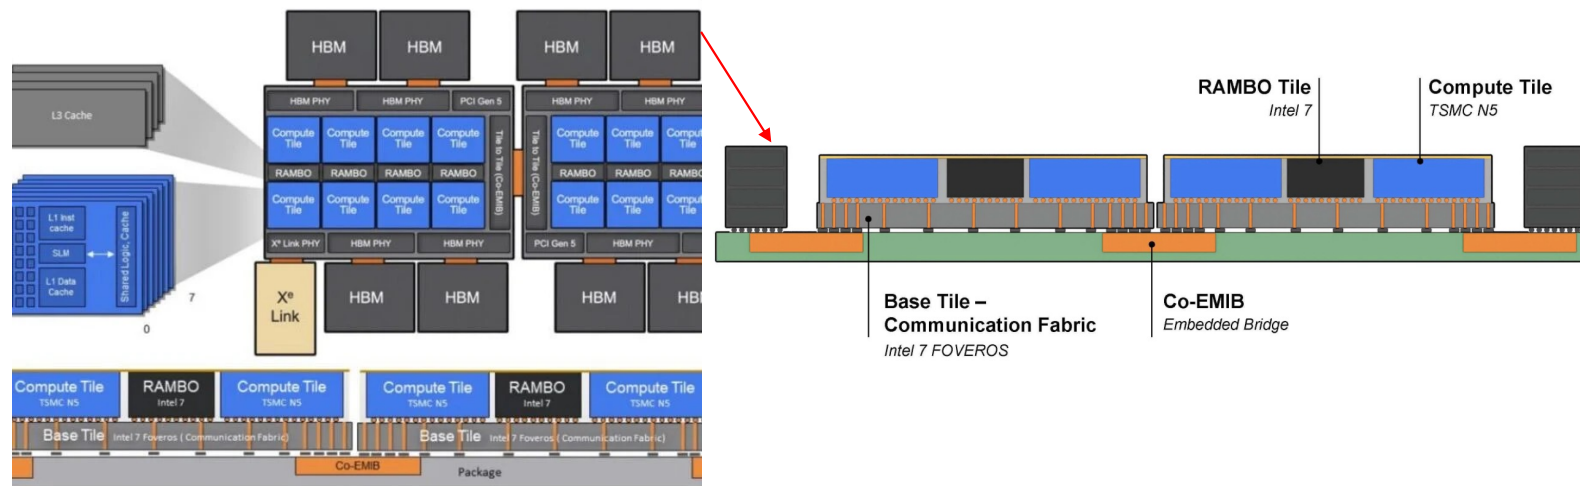 HBM
HBM
HBM
HBM
HBM PHY
HBM PHY
PCI Gen 5
HBM PHY
HBM PHY
L3 Cache
Compute
Tile
Compute
Tile
Compute
Tile
Compute
Tile
Tile to Tile (Co-EMIB)
Tile to Tile (Co-EMIB)
Compute
Tile
Compute
Tile
Compute
Tile
RAMBO
RAMBO
RAMBO
RAMBO
RAMBO
RAMBO
RAMBO
Compute
Tile
Compute
Tile
Compute
Tile
Compute
Tile
Compute
Tile
Compute
Tile
Compute
Tile
Xᵉ Link PHY
HBM PHY
HBM PHY
PCI Gen 5
HBM PHY
L1 Inst
cache
SLM
L1 Data
Cache
Shared Logic, Cache
7
0
Xᵉ
Link
HBM
HBM
HBM
HB
Compute Tile
TSMC N5
RAMBO
Intel 7
Compute Tile
TSMC N5
Compute Tile
TSMC N5
RAMBO
Intel 7
Compute Tile
TSMC N5
Base Tile Intel 7 Foveros ( Communication Fabric)
Base Tile Intel 7 Foveros ( Communication Fabric)
Co-EMIB
Package
RAMBO Tile
Intel 7
Compute Tile
TSMC N5
Base Tile –
Communication Fabric
Intel 7 FOVEROS
Co-EMIB
Embedded Bridge